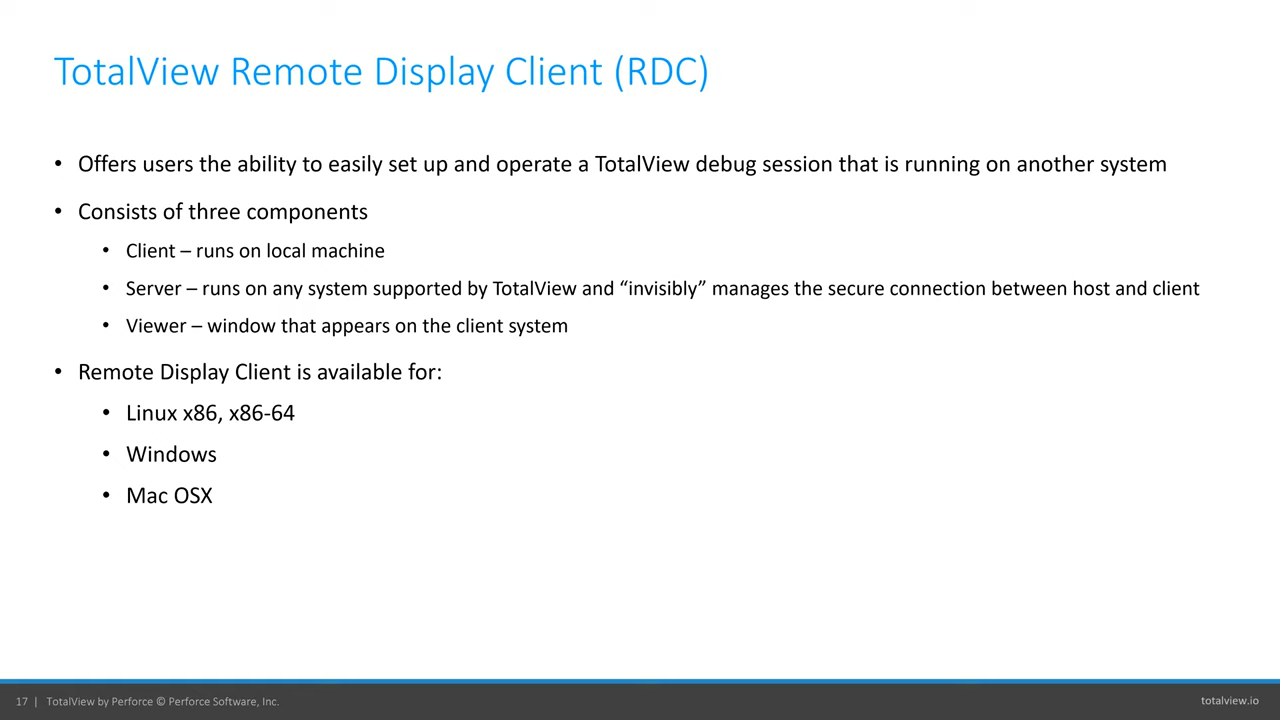 TotalView Remote Display Client (RDC)
• Offers users the ability to easily set up and operate a TotalView debug session that is running on another system
• Consists of three components
• Client – runs on local machine
• Server – runs on any system supported by TotalView and “invisibly” manages the secure connection between host and client
• Viewer – window that appears on the client system
• Remote Display Client is available for:
• Linux x86, x86-64
• Windows
• Mac OSX
17 | TotalView by Perforce © Perforce Software, Inc.
totalview.io